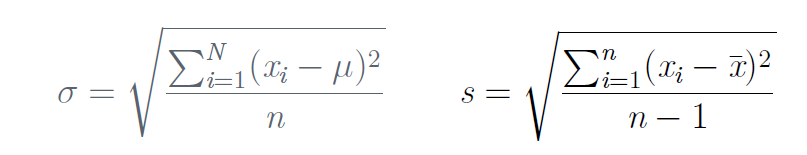 σ = √(∑_{i=1}^{N}(x_i − μ)² / n)
s = √(∑_{i=1}^{n}(x_i − x̄)² / n − 1)